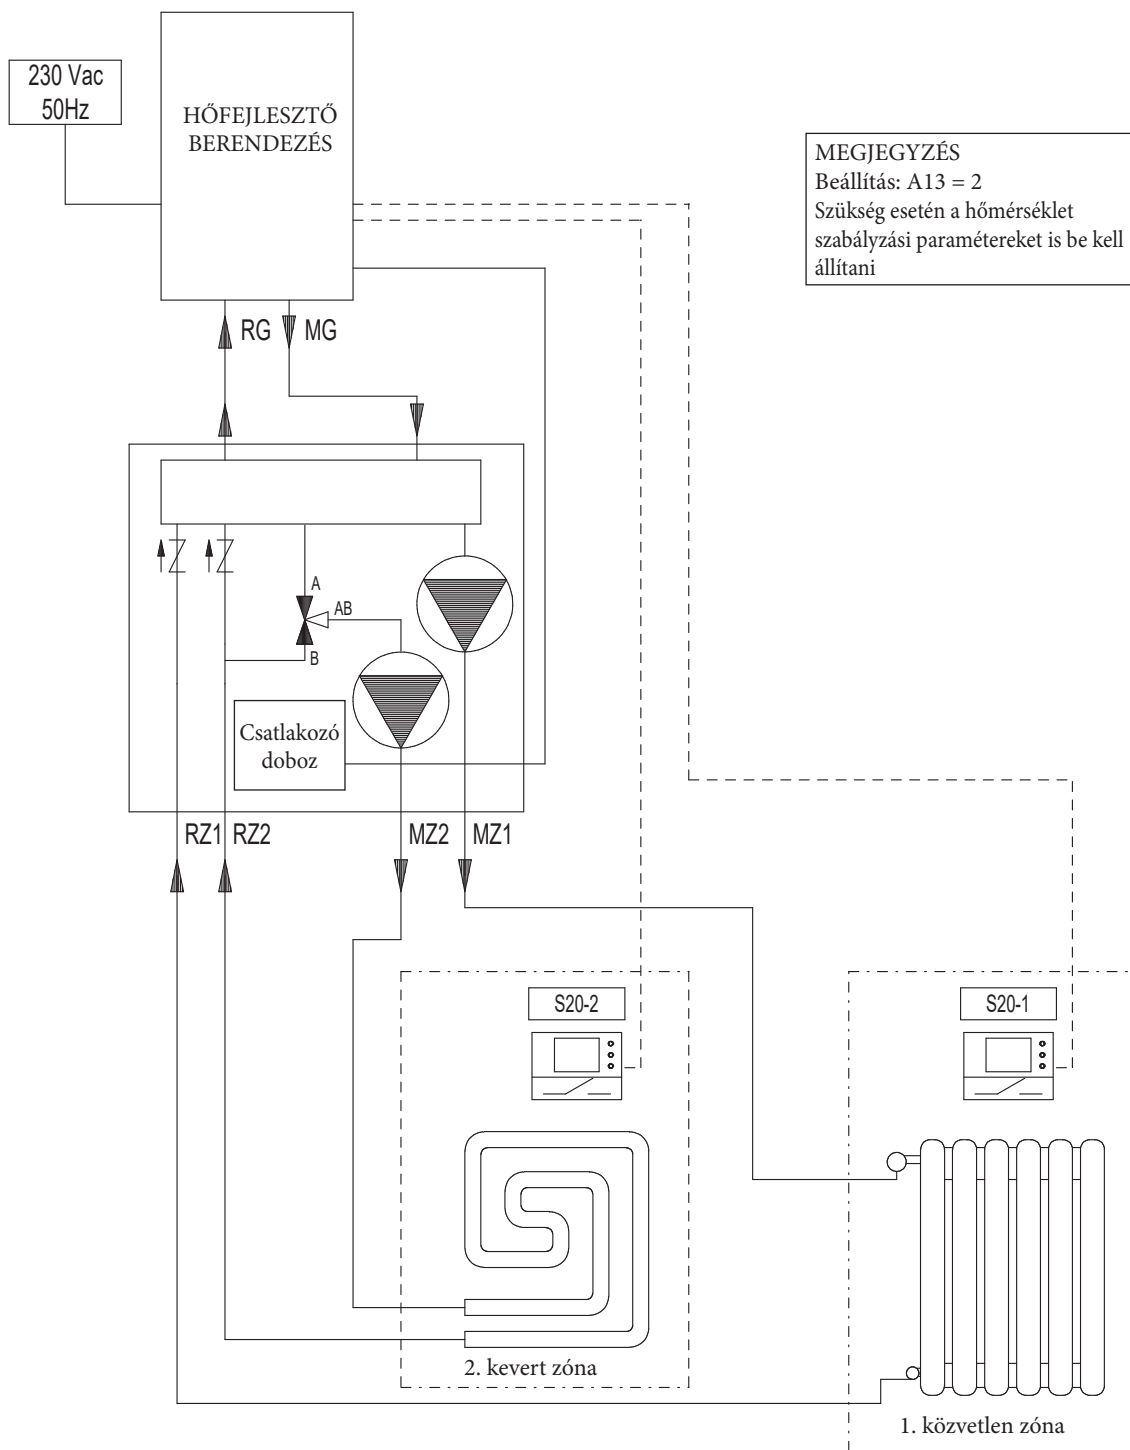 230 Vac
50Hz
HŐFEJLESZTŐ
BERENDEZÉS
MEGJEGYZÉS
Beállítás: A13 = 2
Szükség esetén a hőmérséklet
szabályzási paramétereket is be kell
állítani
RG
MG
A
AB
B
Csatlakozó
doboz
RZ1
RZ2
MZ2
MZ1
S20-2
S20-1
2. kevert zóna
1. közvetlen zóna